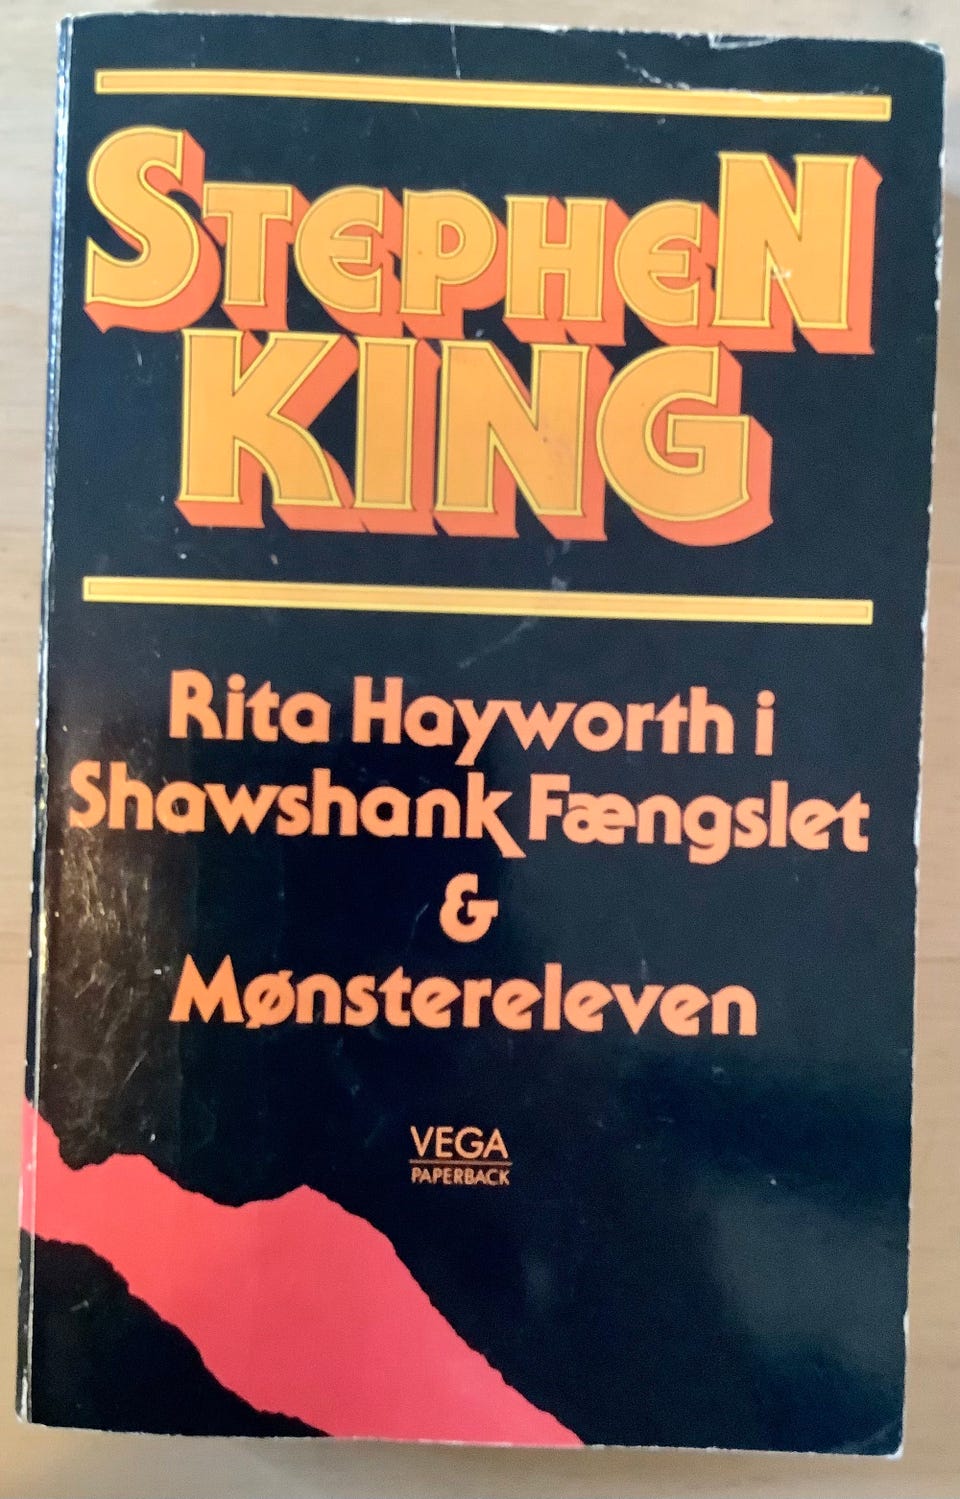 STEPHEN
KING
Rita Hayworth i
Shawshank Fængslet
&
Mønstereleven
VEGA
PAPERBACK